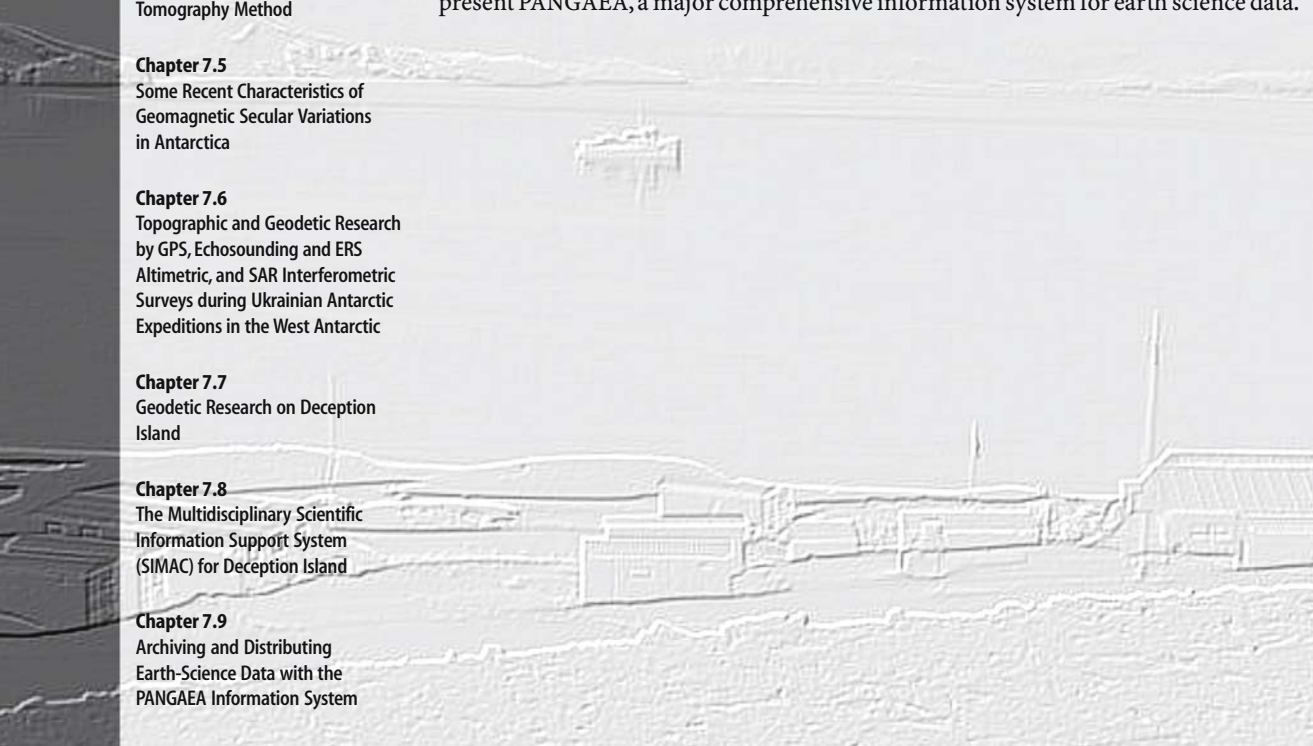 Tomography Method
present PANGAEA, a major comprehensive information system for earth science data.
Chapter 7.5
Some Recent Characteristics of
Geomagnetic Secular Variations
in Antarctica
Chapter 7.6
Topographic and Geodetic Research
by GPS, Echosounding and ERS
Altimetric, and SAR Interferometric
Surveys during Ukrainian Antarctic
Expeditions in the West Antarctic
Chapter 7.7
Geodetic Research on Deception
Island
Chapter 7.8
The Multidisciplinary Scientific
Information Support System
(SIMAC) for Deception Island
Chapter 7.9
Archiving and Distributing
Earth-Science Data with the
PANGAEA Information System